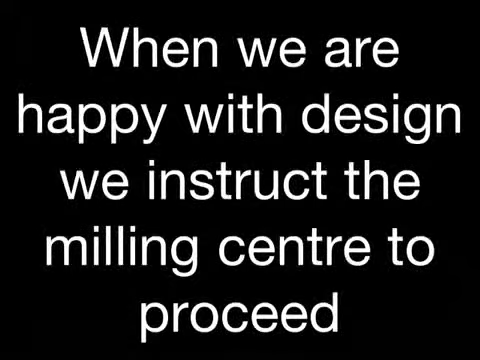 When we are
happy with design
we instruct the
milling centre to
proceed